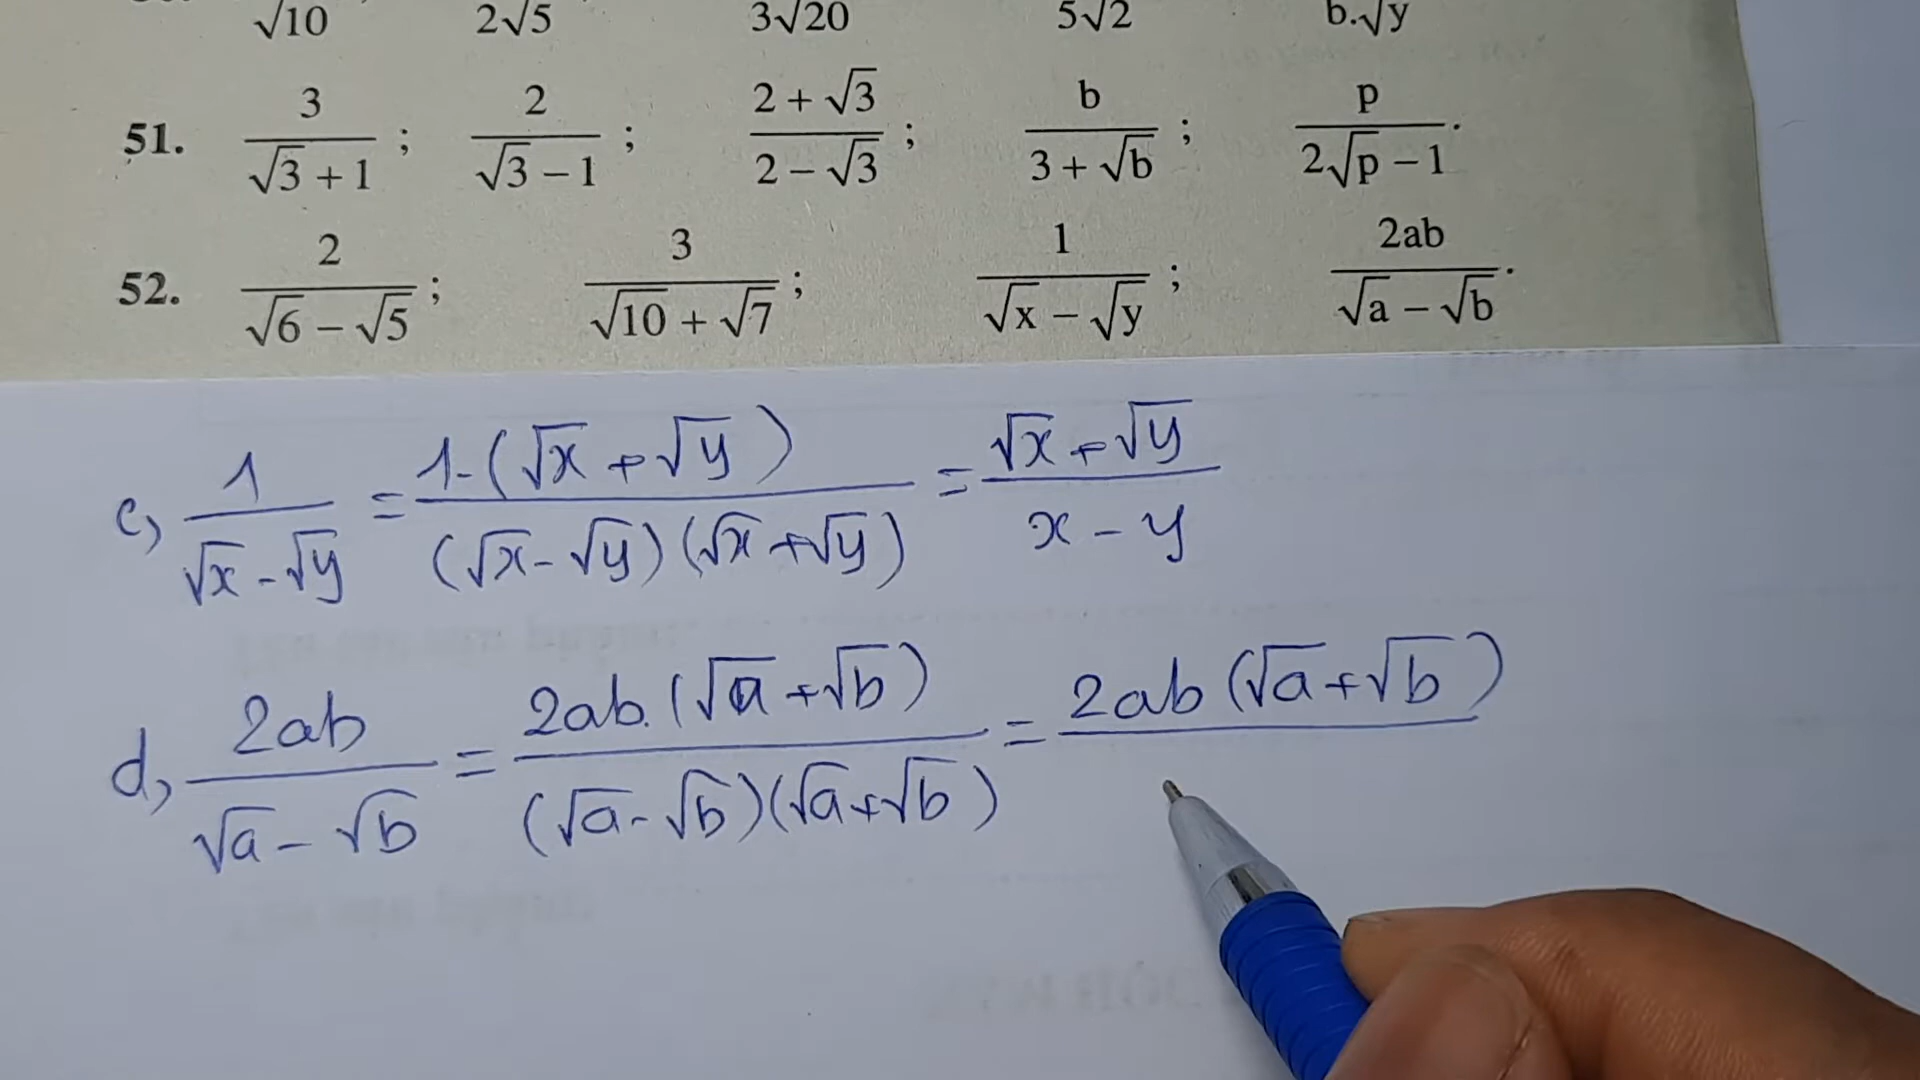 √10 2√5 3√20 5√2 b.√y
51. 3/(√3 + 1) ; 2/(√3 − 1) ; (2 + √3)/(2 − √3) ; b/(3 + √b) ; p/(2√p − 1).
52. 2/(√6 − √5) ; 3/(√10 + √7) ; 1/(√x − √y) ; 2ab/(√a − √b).
c, 1/(√x - √y) = 1.(√x + √y)/((√x - √y)(√x + √y)) = (√x + √y)/(x - y)
d, 2ab/(√a - √b) = 2ab.(√a + √b)/((√a - √b)(√a + √b)) = 2ab(√a + √b)/